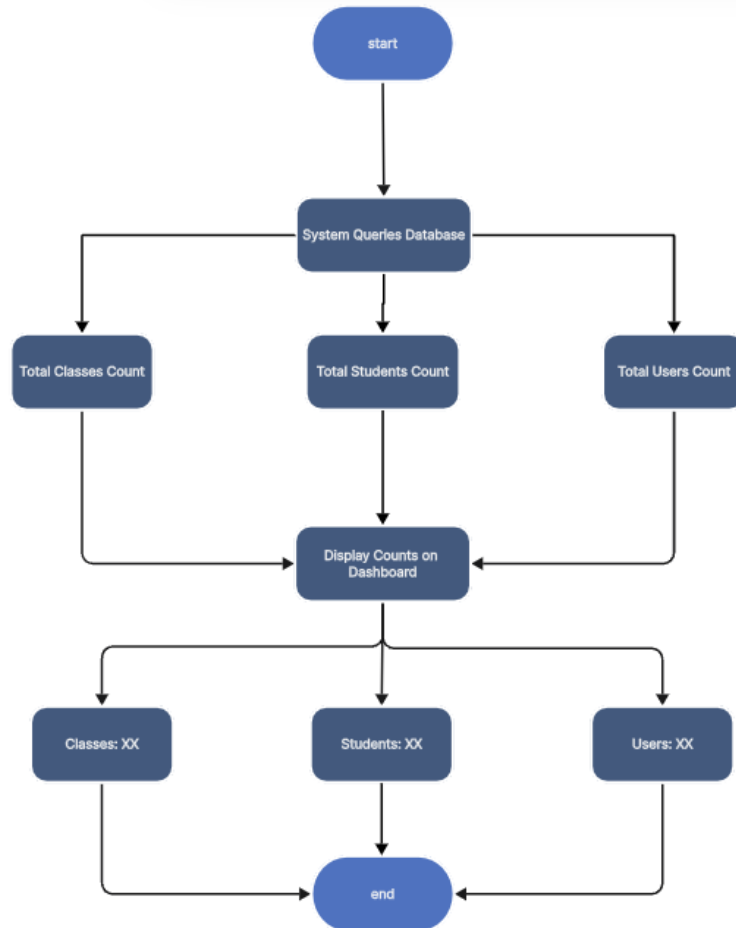 start
System Queries Database
Total Classes Count
Total Students Count
Total Users Count
Display Counts on
Dashboard
Classes: XX
Students: XX
Users: XX
end